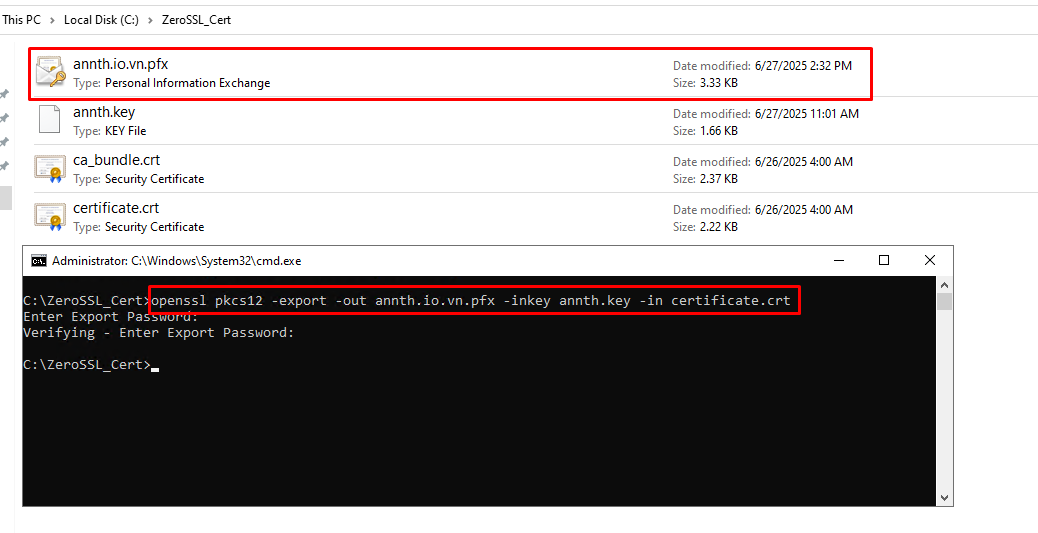 This PC > Local Disk (C:) > ZeroSSL_Cert
annth.io.vn.pfx
Type: Personal Information Exchange
Date modified: 6/27/2025 2:32 PM
Size: 3.33 KB
annth.key
Type: KEY File
Date modified: 6/27/2025 11:01 AM
Size: 1.66 KB
ca_bundle.crt
Type: Security Certificate
Date modified: 6/26/2025 4:00 AM
Size: 2.37 KB
certificate.crt
Type: Security Certificate
Date modified: 6/26/2025 4:00 AM
Size: 2.22 KB
Administrator: C:\Windows\System32\cmd.exe
C:\ZeroSSL_Cert>openssl pkcs12 -export -out annth.io.vn.pfx -inkey annth.key -in certificate.crt
Enter Export Password:
Verifying - Enter Export Password:
C:\ZeroSSL_Cert>